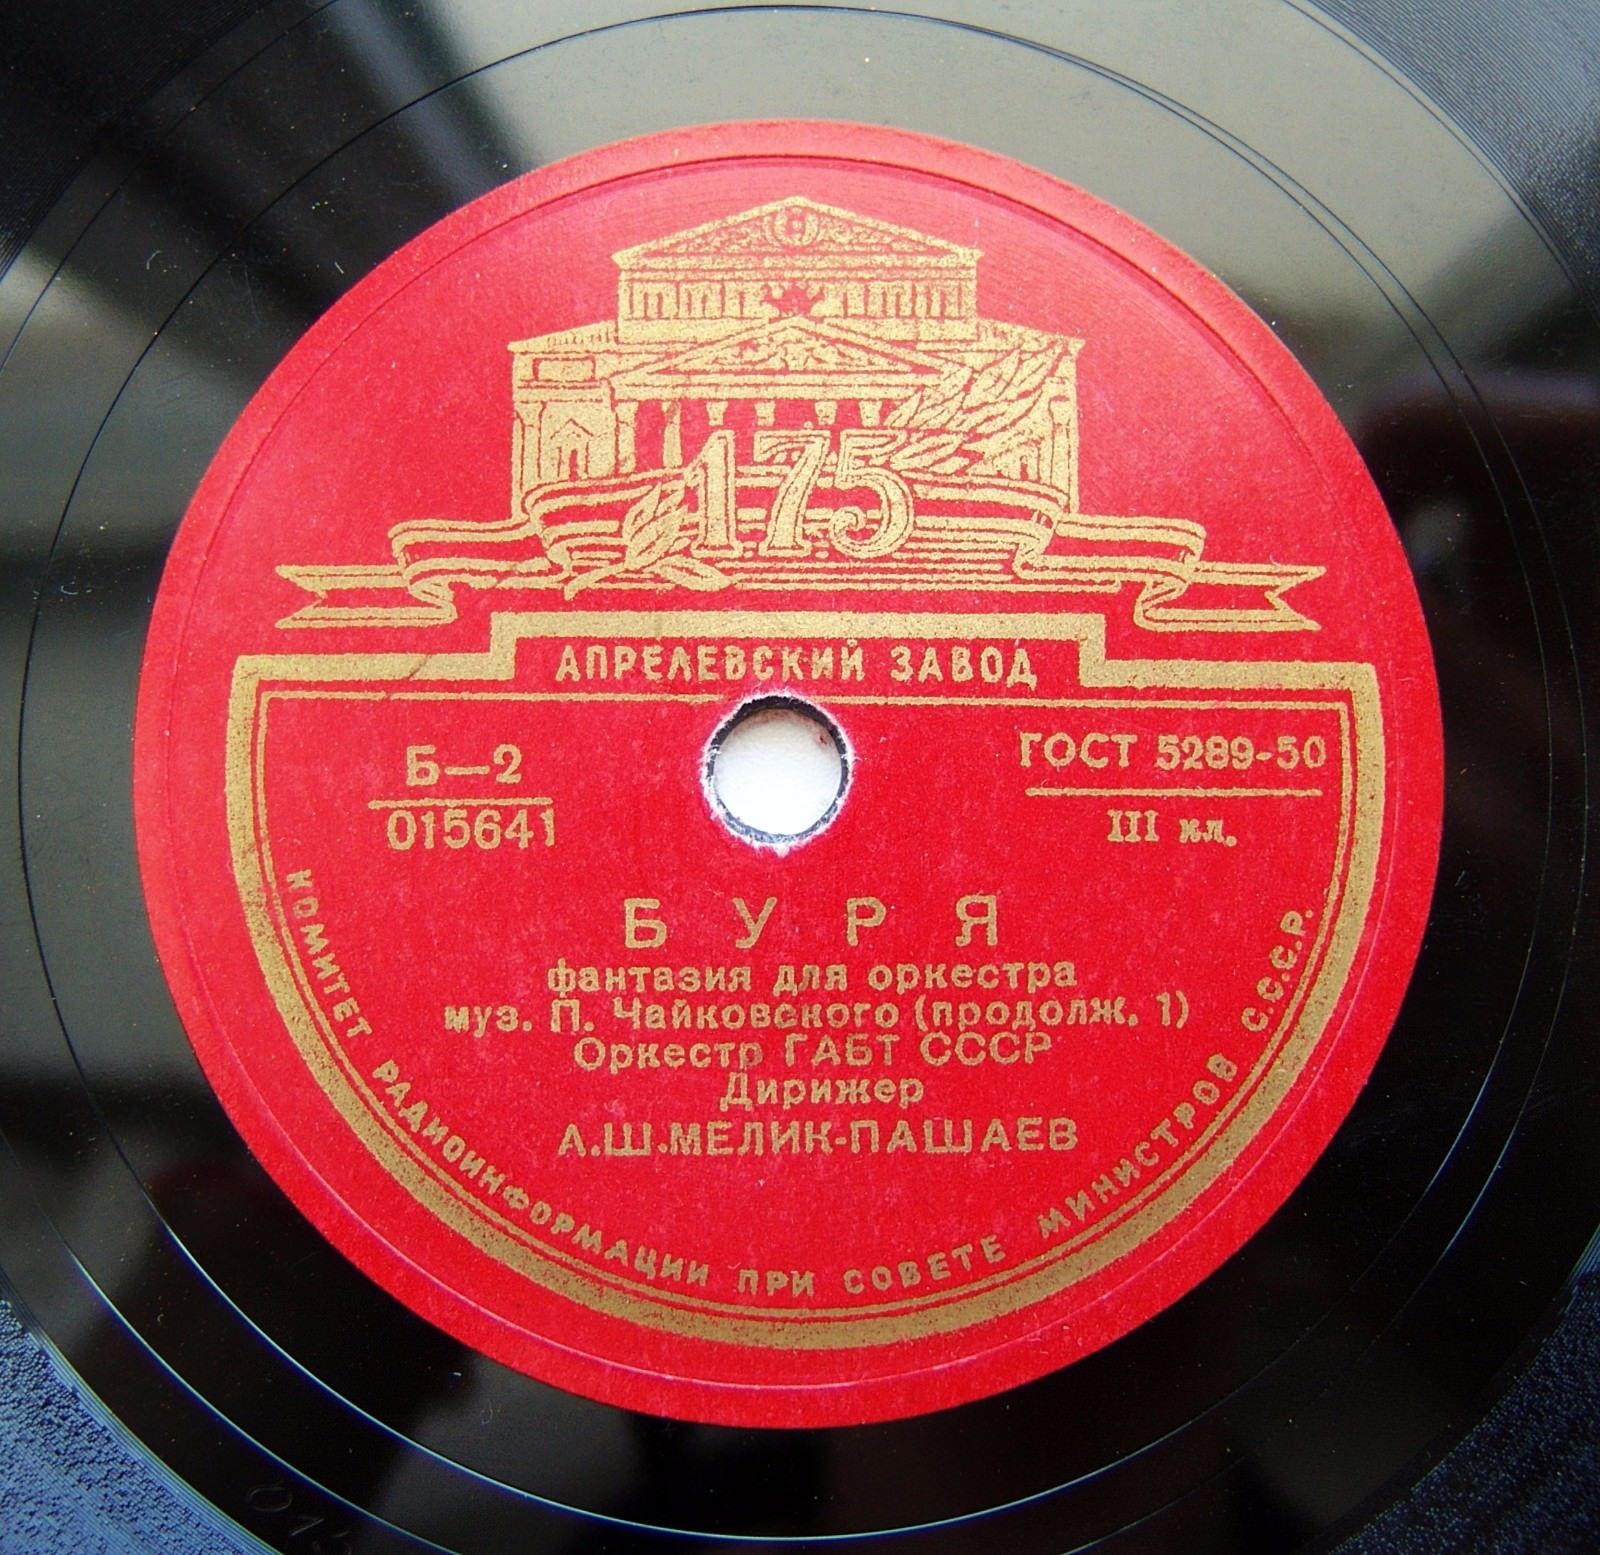 175
АПРЕЛЕВСКИЙ ЗАВОД
Б—2
015641
ГОСТ 5289-50
III кл.
БУРЯ
фантазия для оркестра
муз. П. Чайковского (продолж. 1)
Оркестр ГАБТ СССР
Дирижер
А.Ш.МЕЛИК-ПАШАЕВ
КОМИТЕТ РАДИОИНФОРМАЦИИ ПРИ СОВЕТЕ МИНИСТРОВ С.С.С.Р.